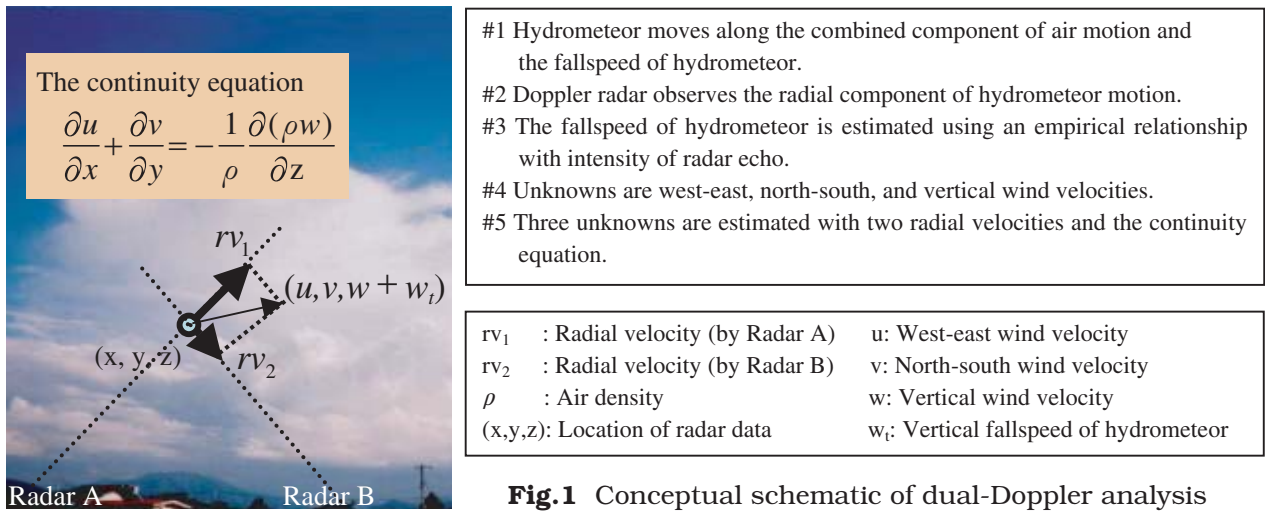 The continuity equation
∂u/∂x + ∂v/∂y = − 1/ρ ∂(ρw)/∂z
rv₁
(u,v,w + wₜ)
(x, y, z)
rv₂
Radar A
Radar B
#1 Hydrometeor moves along the combined component of air motion and
the fallspeed of hydrometeor.
#2 Doppler radar observes the radial component of hydrometeor motion.
#3 The fallspeed of hydrometeor is estimated using an empirical relationship
with intensity of radar echo.
#4 Unknowns are west-east, north-south, and vertical wind velocities.
#5 Three unknowns are estimated with two radial velocities and the continuity
equation.
rv₁ : Radial velocity (by Radar A) u: West-east wind velocity
rv₂ : Radial velocity (by Radar B) v: North-south wind velocity
ρ : Air density w: Vertical wind velocity
(x,y,z): Location of radar data wₜ: Vertical fallspeed of hydrometeor
Fig.1 Conceptual schematic of dual-Doppler analysis